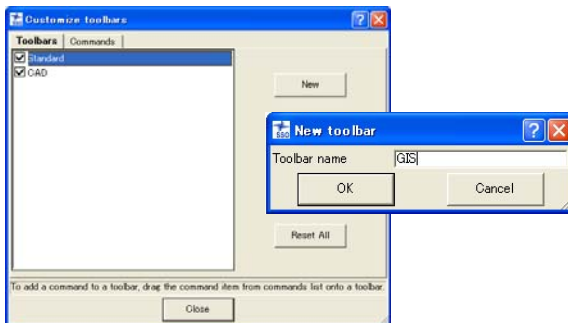 Customize toolbars
Toolbars Commands
Standard
CAD
New
SSO New toolbar
Toolbar name GIS
OK Cancel
Reset All
To add a command to a toolbar, drag the command item from commands list onto a toolbar.
Close